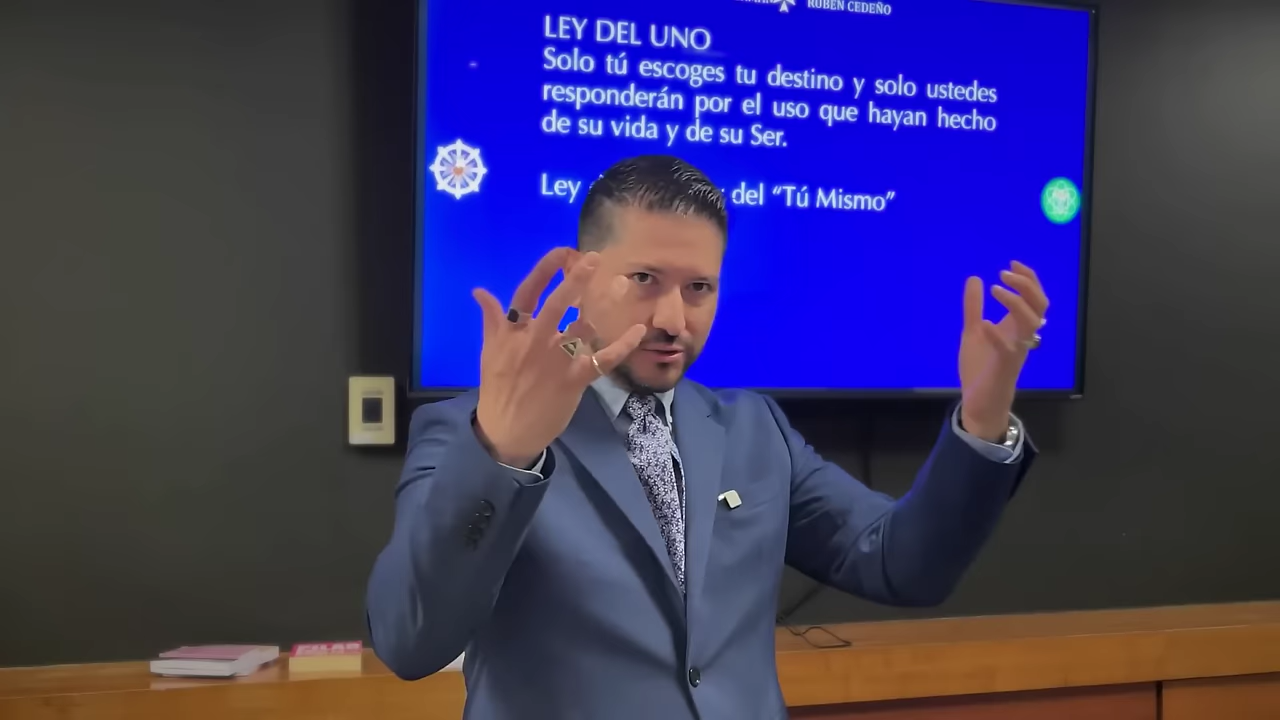 RUBÉN CEDEÑO
LEY DEL UNO
Solo tú escoges tu destino y solo ustedes
responderán por el uso que hayan hecho
de su vida y de su Ser.
Ley del “Tú Mismo”